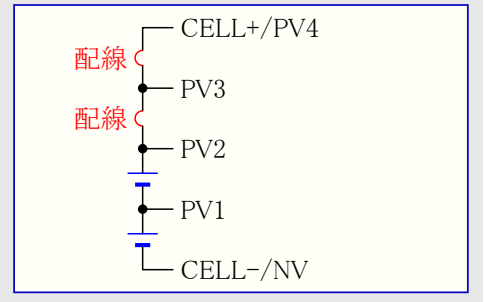 CELL+/PV4
配線
PV3
配線
PV2
PV1
CELL−/NV